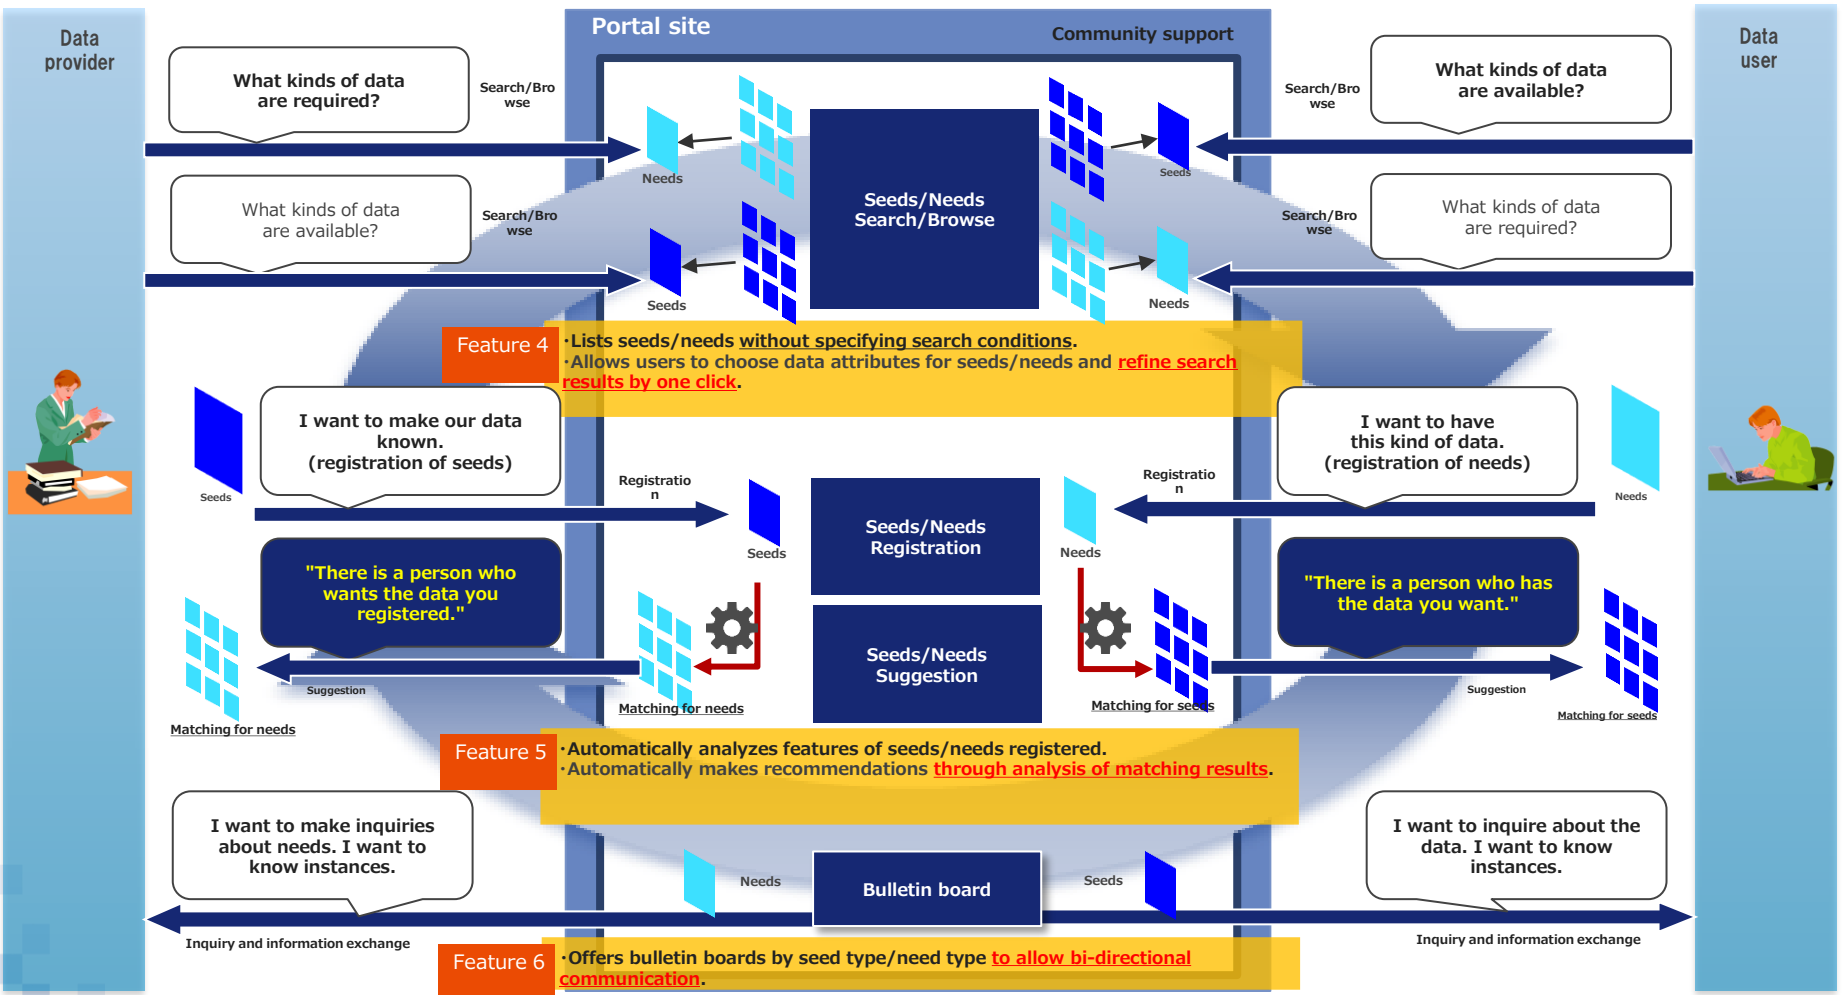 Portal site
Community support
Data
provider
Data
user
What kinds of data
are required?
Search/Bro
wse
Needs
Seeds/Needs
Search/Browse
Seeds
Search/Bro
wse
What kinds of data
are available?
What kinds of data
are available?
Search/Bro
wse
Seeds
Needs
Search/Bro
wse
What kinds of data
are required?
Feature 4
・Lists seeds/needs without specifying search conditions.
・Allows users to choose data attributes for seeds/needs and refine search
results by one click.
Seeds
I want to make our data
known.
(registration of seeds)
Registratio
n
Seeds
Seeds/Needs
Registration
Needs
Registratio
n
I want to have
this kind of data.
(registration of needs)
Needs
"There is a person who
wants the data you
registered."
Matching for needs
Suggestion
Matching for needs
Seeds/Needs
Suggestion
Matching for seeds
"There is a person who has
the data you want."
Suggestion
Matching for seeds
Feature 5
・Automatically analyzes features of seeds/needs registered.
・Automatically makes recommendations through analysis of matching results.
I want to make inquiries
about needs. I want to
know instances.
Needs
Bulletin board
Seeds
I want to inquire about the
data. I want to know
instances.
Inquiry and information exchange
Inquiry and information exchange
Feature 6
・Offers bulletin boards by seed type/need type to allow bi-directional
communication.